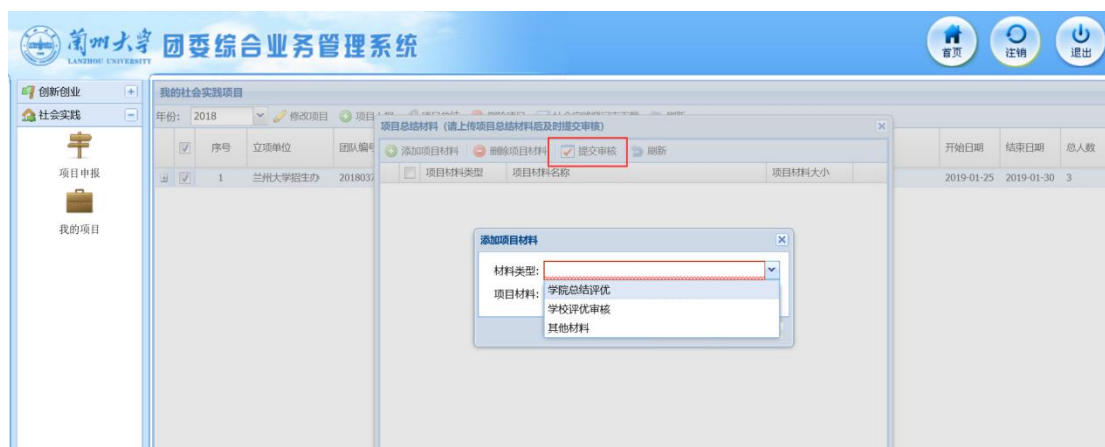 兰州大学
LANZHOU UNIVERSITY
团委综合业务管理系统
首页 注销 退出
创新创业
社会实践
项目申报
我的项目
我的社会实践项目
年份: 2018 修改项目 项目
序号 立项单位 团队编号 开始日期 结束日期 总人数
1 兰州大学招生办 2018037 2019-01-25 2019-01-30 3
项目总结材料（请上传项目总结材料后及时提交审核）
添加项目材料 删除项目材料 提交审核 刷新
项目材料类型 项目材料名称 项目材料大小
添加项目材料
材料类型:
项目材料:
学院总结评优
学校评优审核
其他材料